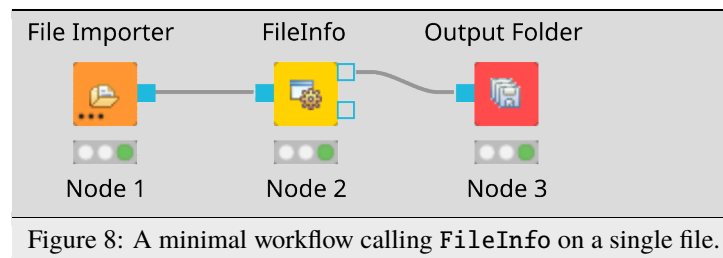 File Importer FileInfo Output Folder
Node 1 Node 2 Node 3
Figure 8: A minimal workflow calling FileInfo on a single file.